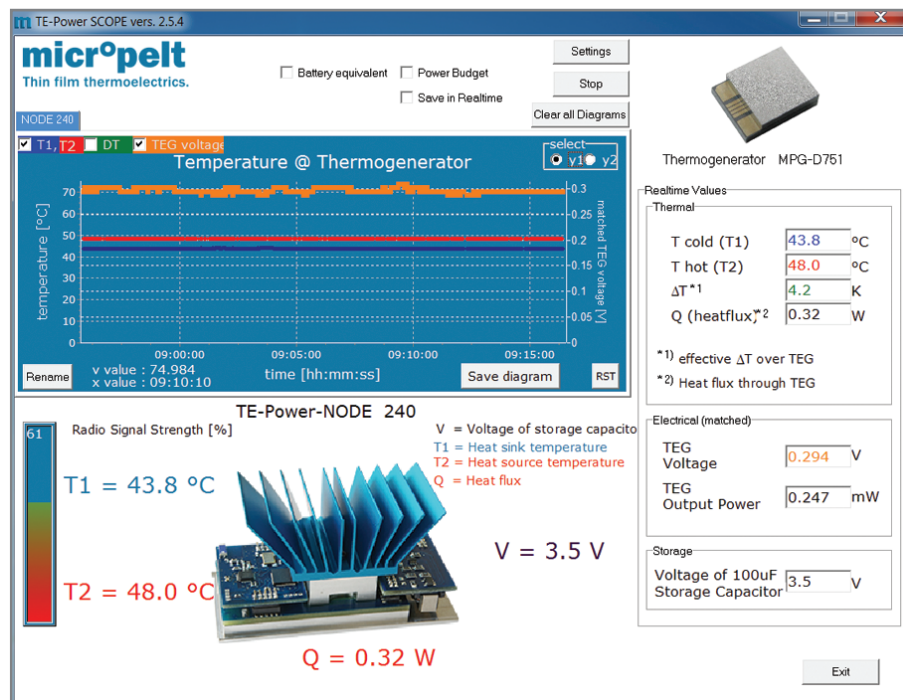 TE-Power SCOPE vers. 2.5.4
micropelt
Thin film thermoelectrics.
Battery equivalent
Power Budget
Save in Realtime
Settings
Stop
Clear all Diagrams
NODE 240
T1, T2
DT
TEG voltage
Temperature @ Thermogenerator
select
y1
y2
temperature [°C]
70
60
50
40
30
20
10
0
0.3
0.25
0.2
0.15
0.1
0.05
0
matched TEG voltage [V]
09:00:00
09:05:00
09:10:00
09:15:00
time [hh:mm:ss]
Rename
v value : 74.984
x value : 09:10:10
Save diagram
RST
Thermogenerator MPG-D751
Realtime Values
Thermal
T cold (T1) 43.8 ºC
T hot (T2) 48.0 ºC
ΔT*1 4.2 K
Q (heatflux)*2 0.32 W
*1) effective ΔT over TEG
*2) Heat flux through TEG
Electrical (matched)
TEG
Voltage 0.294 V
TEG
Output Power 0.247 mW
Storage
Voltage of 100uF
Storage Capacitor 3.5 V
Exit
TE-Power-NODE 240
61
Radio Signal Strength [%]
V = Voltage of storage capacito
T1 = Heat sink temperature
T2 = Heat source temperature
Q = Heat flux
T1 = 43.8 °C
V = 3.5 V
T2 = 48.0 °C
Q = 0.32 W